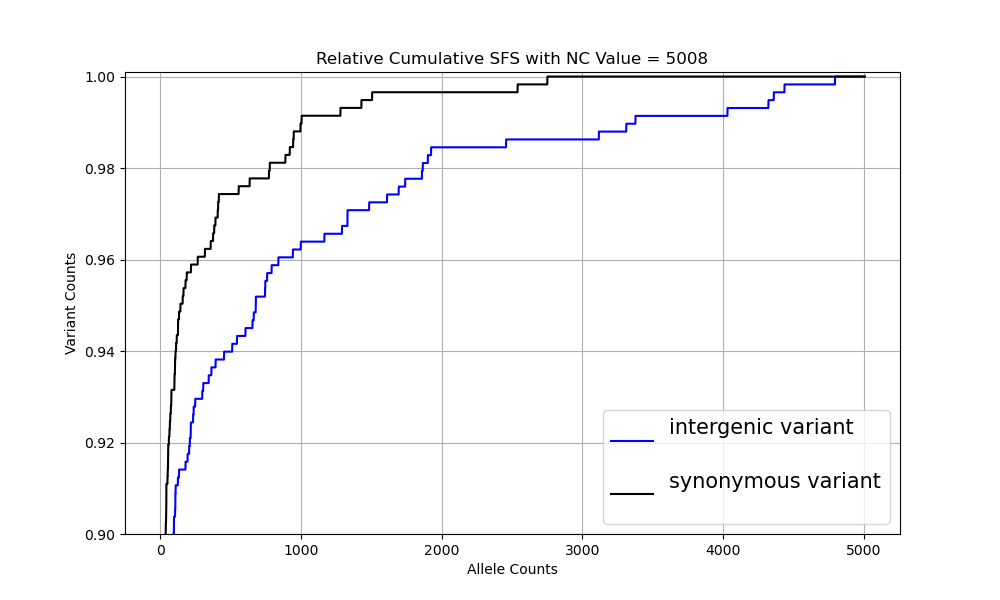 Relative Cumulative SFS with NC Value = 5008
1.00
0.98
0.96
0.94
0.92
0.90
Variant Counts
intergenic variant
synonymous variant
0 1000 2000 3000 4000 5000
Allele Counts